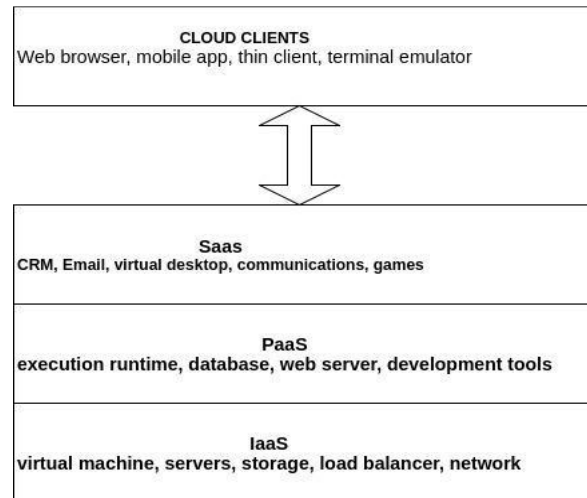 CLOUD CLIENTS
Web browser, mobile app, thin client, terminal emulator
Saas
CRM, Email, virtual desktop, communications, games
PaaS
execution runtime, database, web server, development tools
IaaS
virtual machine, servers, storage, load balancer, network